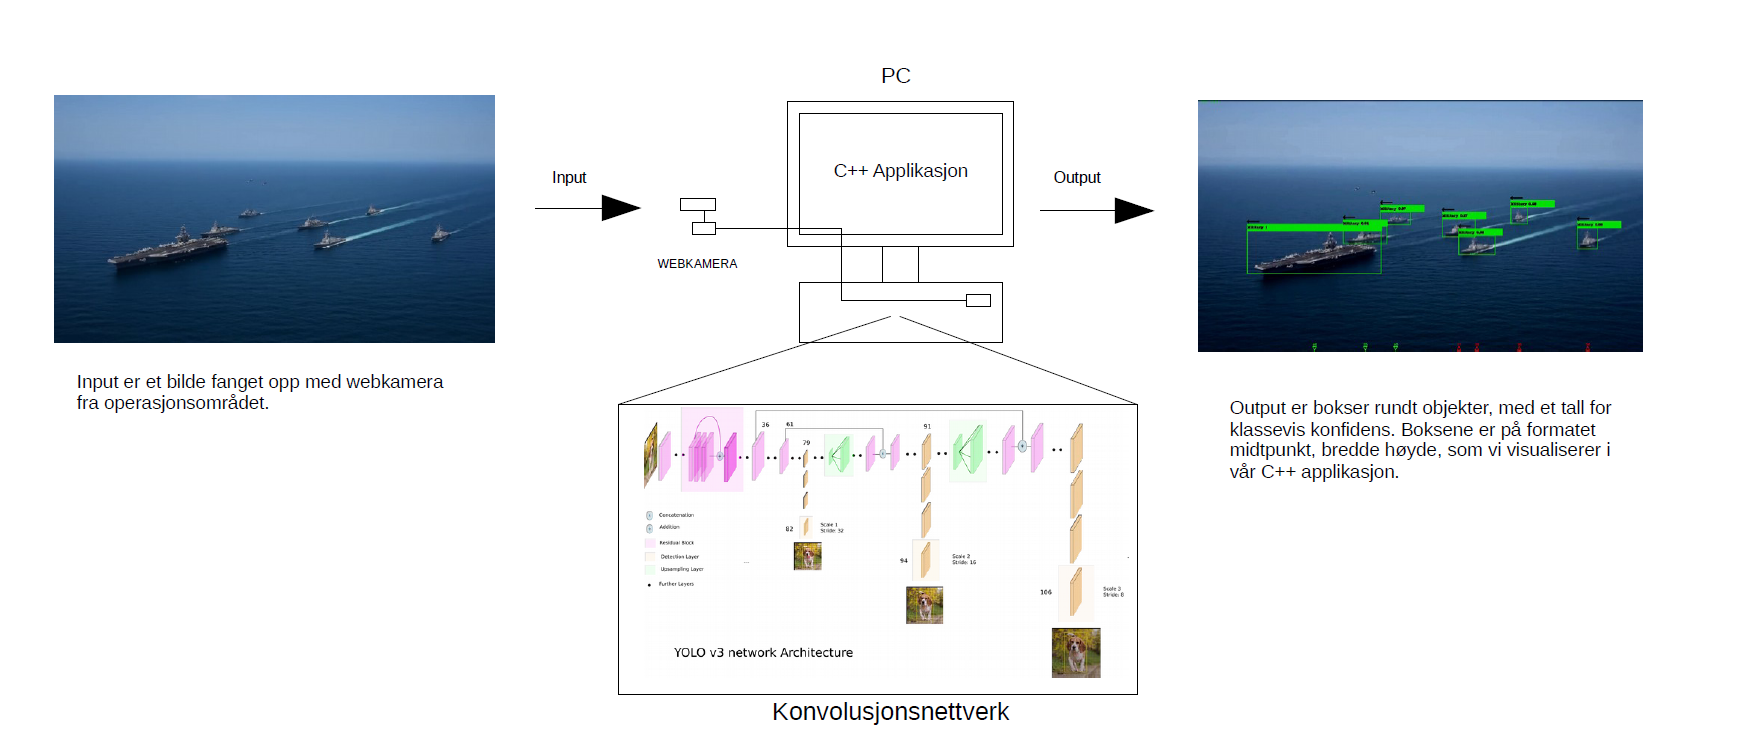 PC
C++ Applikasjon
Input
Output
WEBKAMERA
Input er et bilde fanget opp med webkamera
fra operasjonsområdet.
Output er bokser rundt objekter, med et tall for
klassevis konfidens. Boksene er på formatet
midtpunkt, bredde høyde, som vi visualiserer i
vår C++ applikasjon.
36
61
79
91
Concatenation
Addition
Residual Block
Detection Layer
Upsampling Layer
Further Layers
82
Scale 1
Stride: 32
94
Scale 2
Stride: 16
106
Scale 3
Stride: 8
YOLO v3 network Architecture
Konvolusjonsnettverk